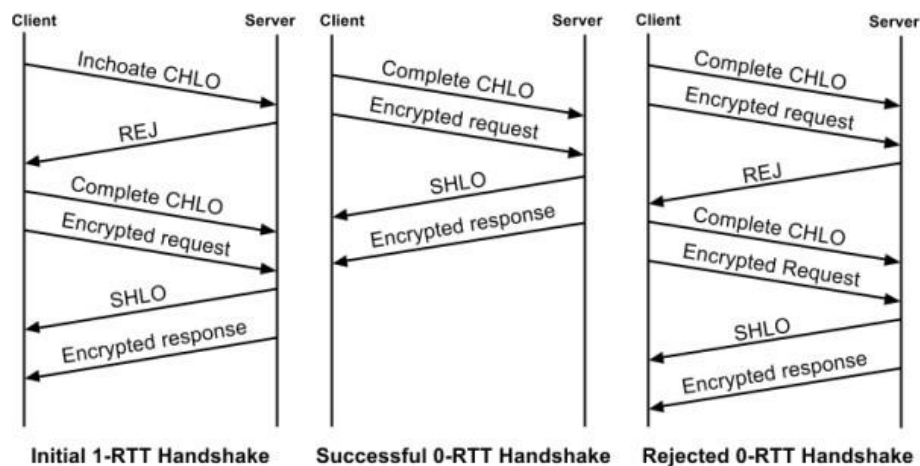 Client Server
Inchoate CHLO
REJ
Complete CHLO
Encrypted request
SHLO
Encrypted response
Initial 1-RTT Handshake
Client Server
Complete CHLO
Encrypted request
SHLO
Encrypted response
Successful 0-RTT Handshake
Client Server
Complete CHLO
Encrypted request
REJ
Complete CHLO
Encrypted Request
SHLO
Encrypted response
Rejected 0-RTT Handshake